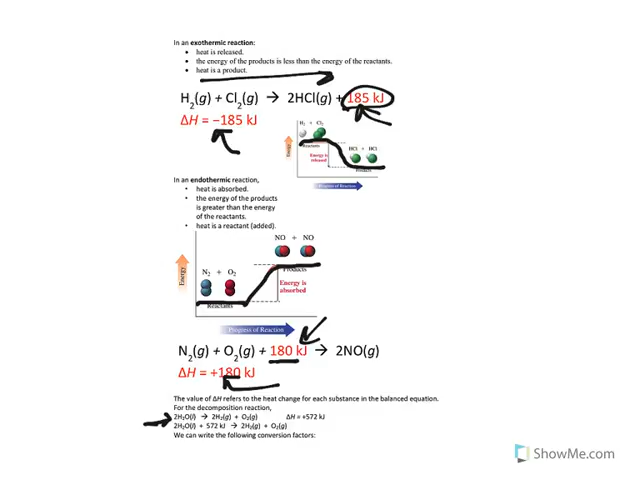 In an exothermic reaction:
• heat is released.
• the energy of the products is less than the energy of the reactants.
• heat is a product.
H₂(g) + Cl₂(g) → 2HCl(g) + 185 kJ
ΔH = −185 kJ
H₂ + Cl₂
Reactants
HCl + HCl
Energy
Energy is
released
Products
Progress of Reaction
In an endothermic reaction,
• heat is absorbed.
• the energy of the products
is greater than the energy
of the reactants.
• heat is a reactant (added).
NO + NO
Products
N₂ + O₂
Energy
Energy is
absorbed
Reactants
Progress of Reaction
N₂(g) + O₂(g) + 180 kJ → 2NO(g)
ΔH = +180 kJ
The value of ΔH refers to the heat change for each substance in the balanced equation.
For the decomposition reaction,
2H₂O(l) → 2H₂(g) + O₂(g) ΔH = +572 kJ
2H₂O(l) + 572 kJ → 2H₂(g) + O₂(g)
We can write the following conversion factors:
ShowMe.com